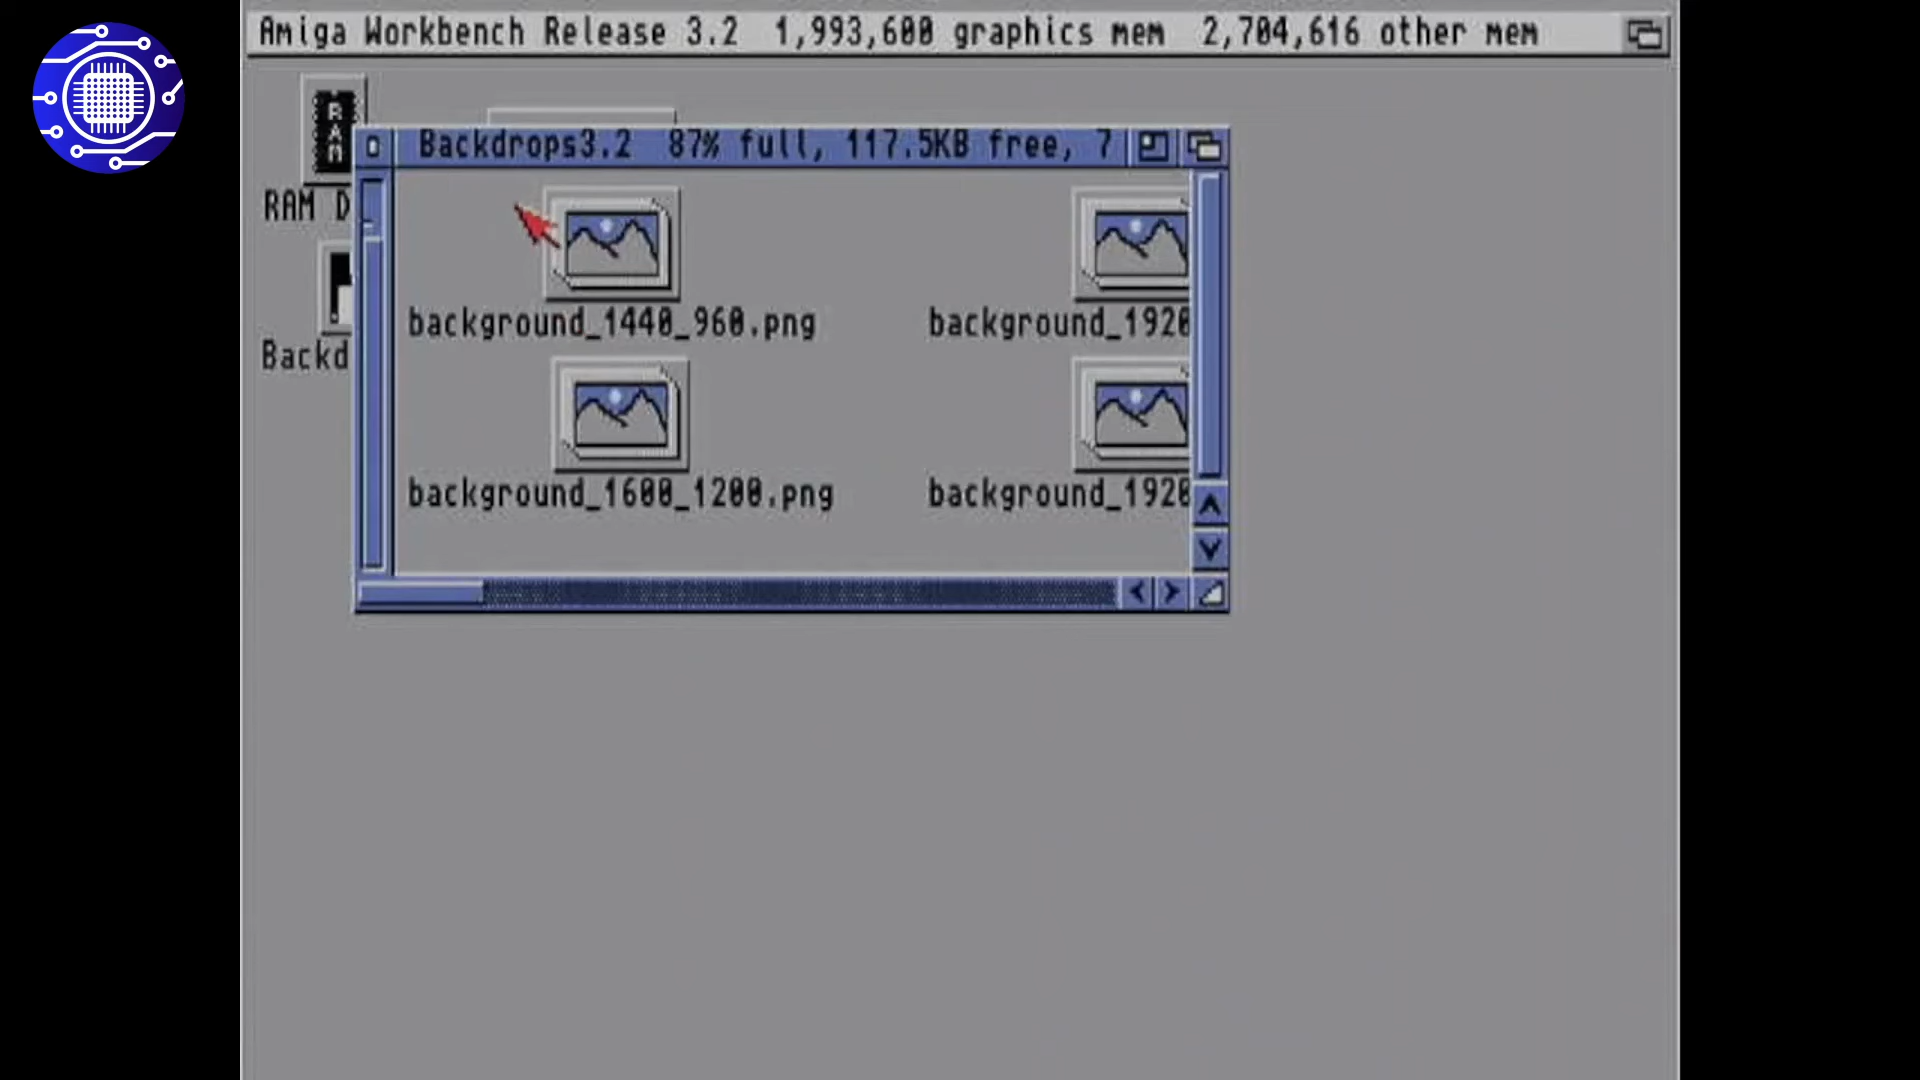 Amiga Workbench Release 3.2 1,993,600 graphics mem 2,704,616 other mem
RAM
RAM D
Backdrops3.2 87% full, 117.5KB free, 7
background_1440_960.png
background_1920
Backd
background_1600_1200.png
background_1920